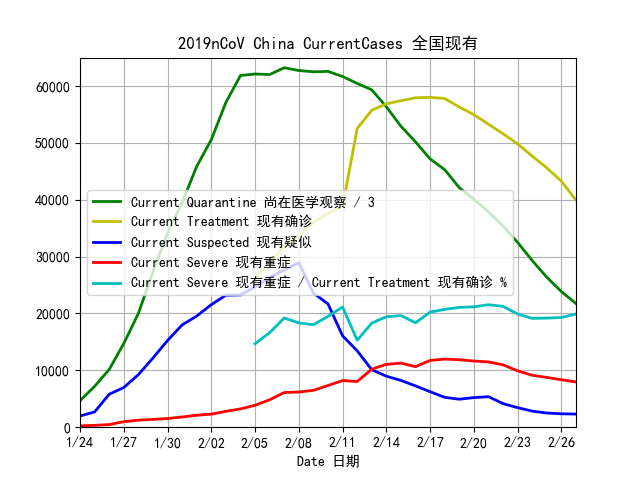 2019nCoV China CurrentCases 全国现有
60000
50000
40000
30000
20000
10000
0
Current Quarantine 尚在医学观察 / 3
Current Treatment 现有确诊
Current Suspected 现有疑似
Current Severe 现有重症
Current Severe 现有重症 / Current Treatment 现有确诊 %
1/24 1/27 1/30 2/02 2/05 2/08 2/11 2/14 2/17 2/20 2/23 2/26
Date 日期